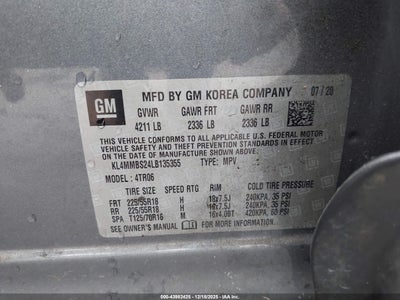 GM
MFD BY GM KOREA COMPANY 07 / 20
GVWR GAWR FRT GAWR RR
4211 LB 2336 LB 2336 LB
THIS VEHICLE CONFORMS TO ALL APPLICABLE U.S. FEDERAL MOTOR
VEHICLE SAFETY, BUMPER, AND THEFT PREVENTION STANDARDS IN
EFFECT ON THE DATE OF MANUFACTURE SHOWN ABOVE.
KL4MMBS24LB135355 TYPE: MPV
MODEL : 4TR06
TIRE SIZE SPEED RTG RIM COLD TIRE PRESSURE
FRT 225/55R18 H 18x7.5J 240KPA, 35 PSI
RR 225/55R18 H 18x7.5J 240KPA, 35 PSI
SPA T125/70R16 M 16x4.0BT 420KPA, 60 PSI
SEE OWNER'S MANUAL FOR ADDITIONAL INFORMATION
000-43992425 - 12/18/2025 - IAAI.com